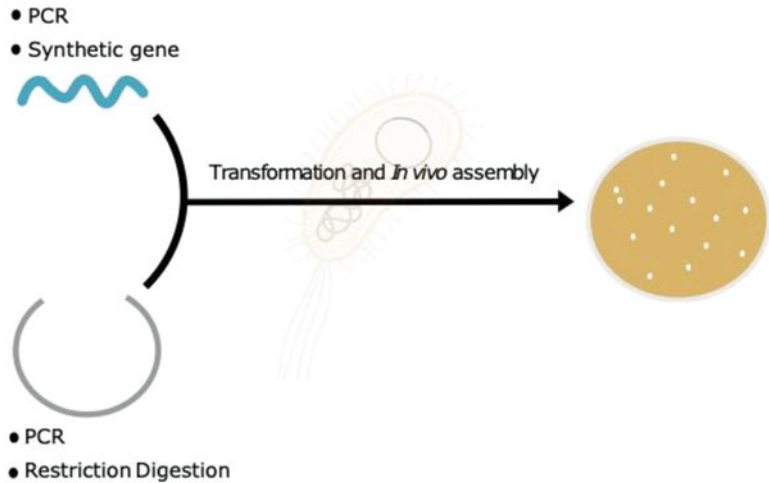 • PCR
• Synthetic gene
Transformation and In vivo assembly
• PCR
• Restriction Digestion